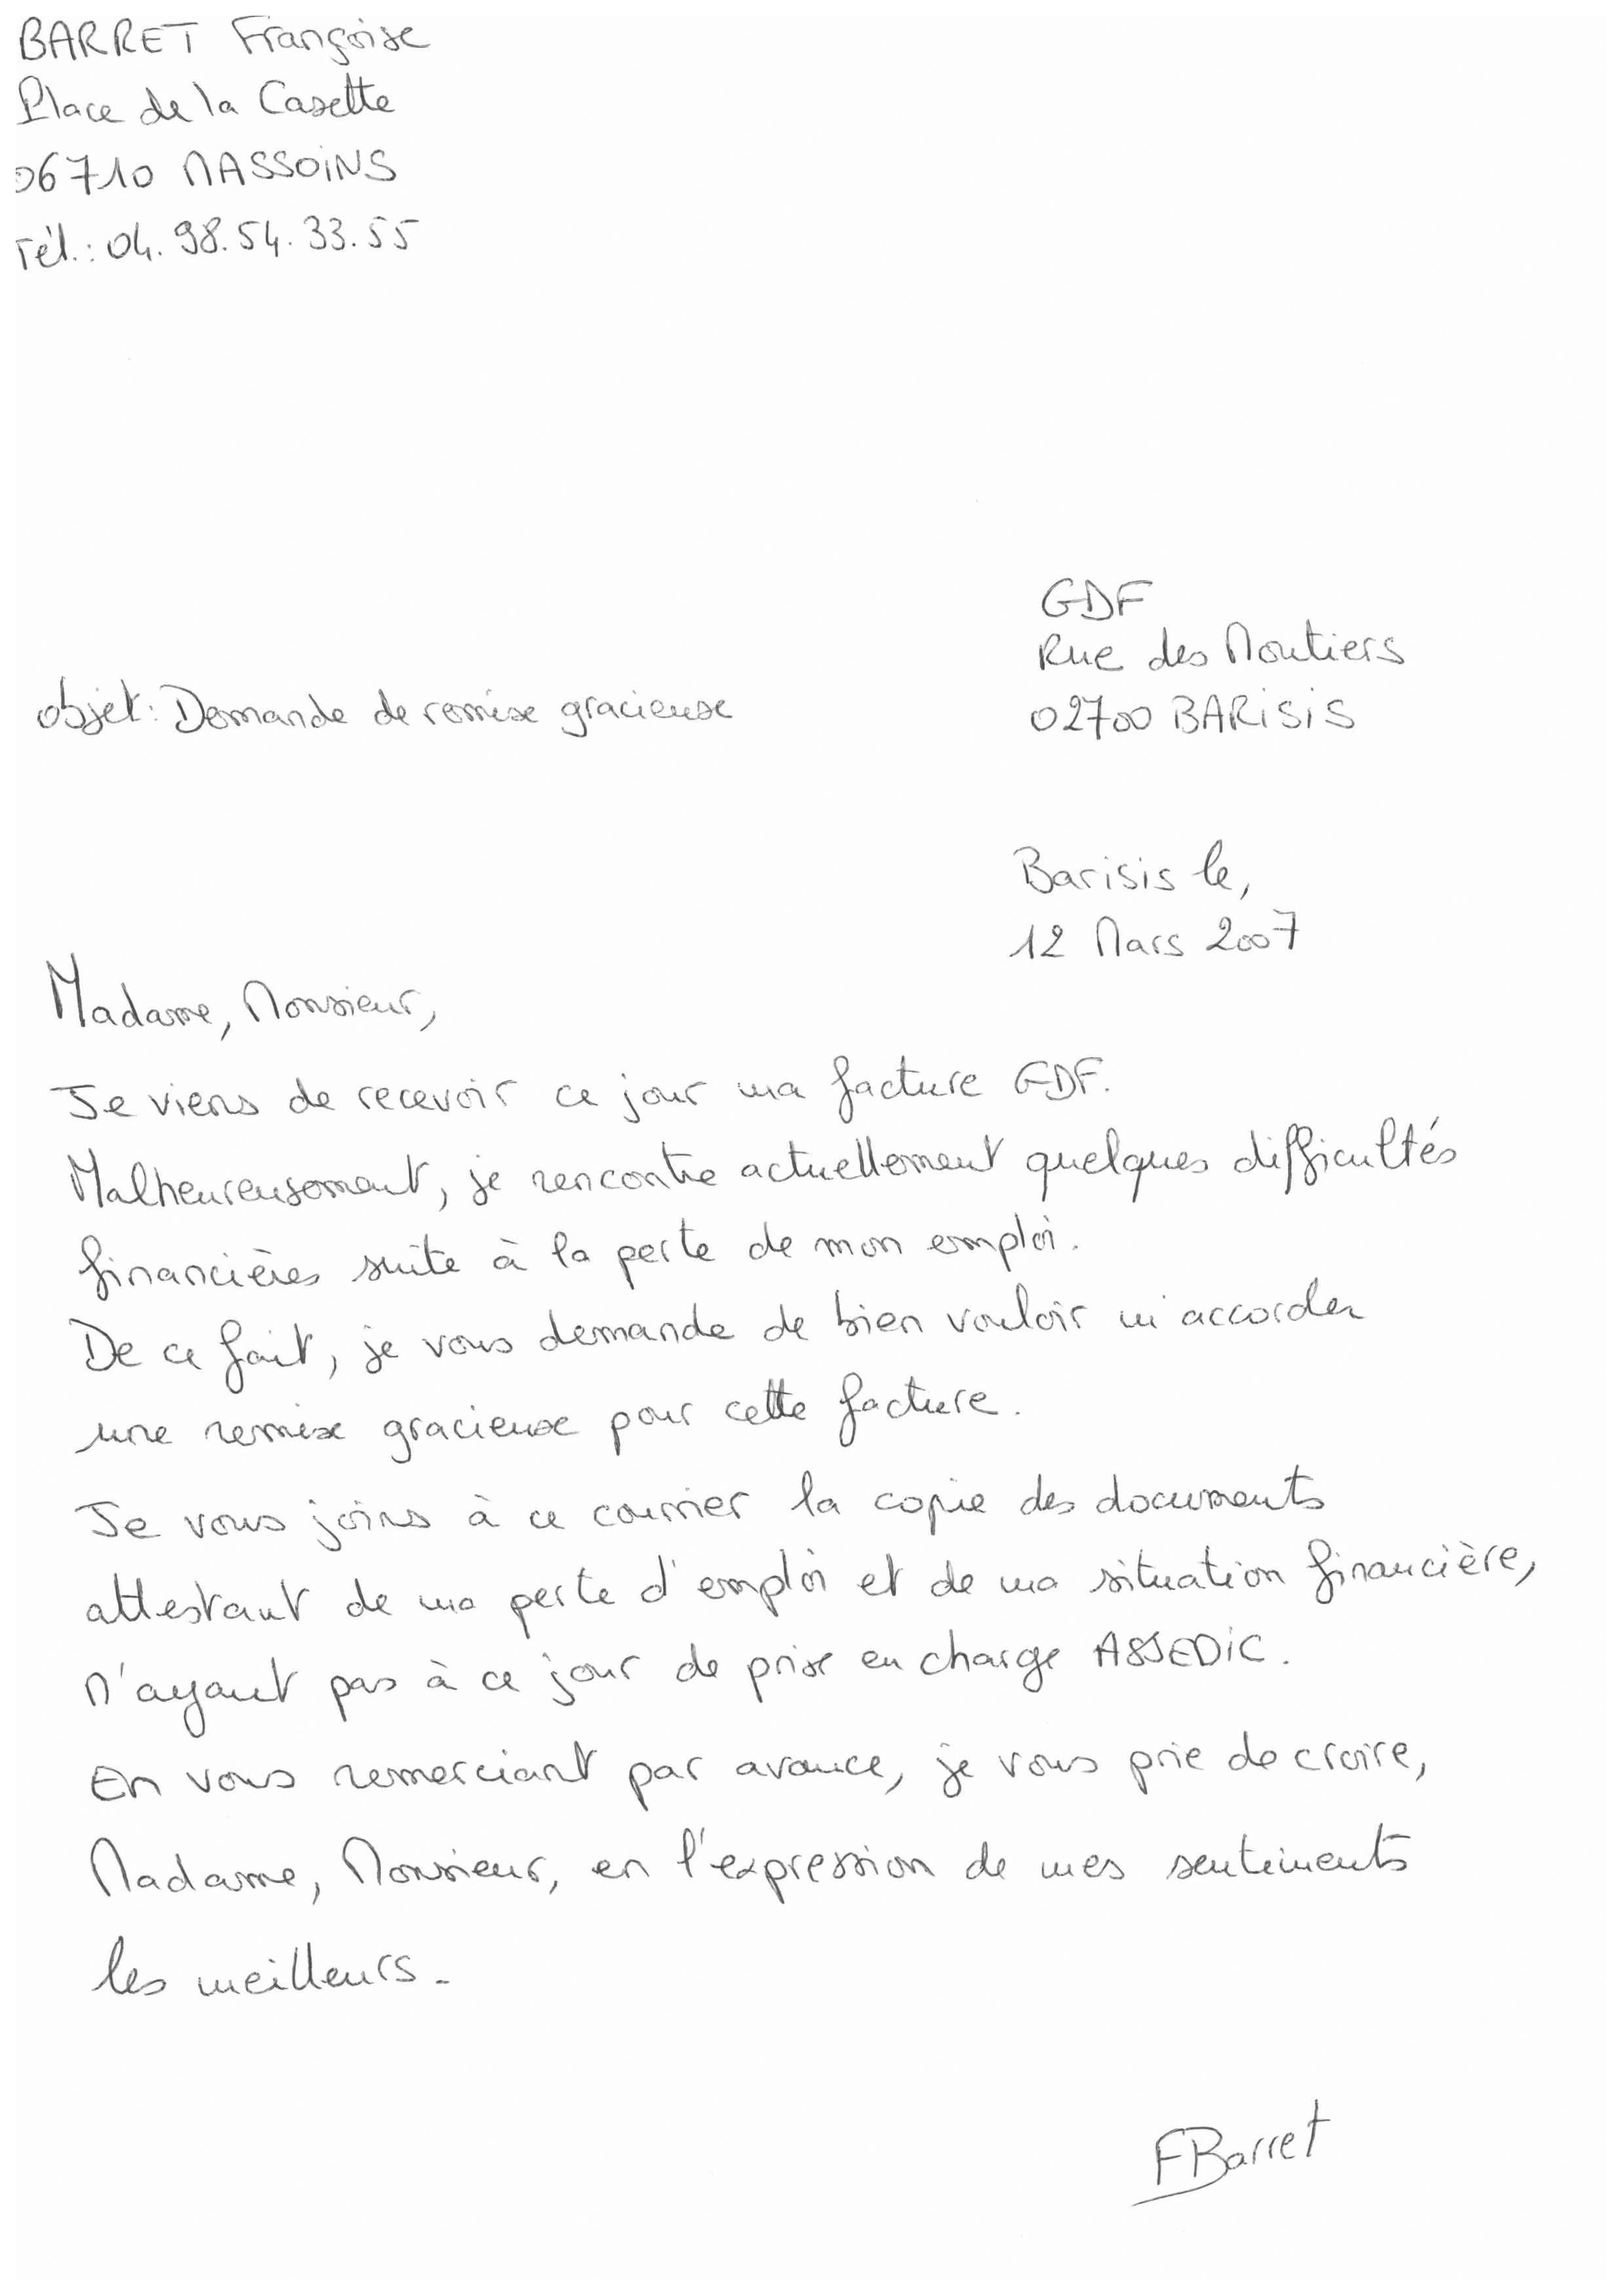 BARRET Françoise
Place de la Casette
06710 MASSOINS
Tél.: 04.98.54.33.55
GDF
Rue des Moutiers
02700 BARISIS
objet: Demande de remise gracieuse
Barisis le,
12 Mars 2007
Madame, Monsieur,
Je viens de recevoir ce jour ma facture GDF.
Malheureusement, je rencontre actuellement quelques difficultés
financières suite à la perte de mon emploi.
De ce fait, je vous demande de bien vouloir m'accorder
une remise gracieuse pour cette facture.
Je vous joins à ce courrier la copie des documents
attestant de ma perte d'emploi et de ma situation financière,
n'ayant pas à ce jour de prise en charge ASSEDIC.
En vous remerciant par avance, je vous prie de croire,
Madame, Monsieur, en l'expression de mes sentiments
les meilleurs.
FBarret